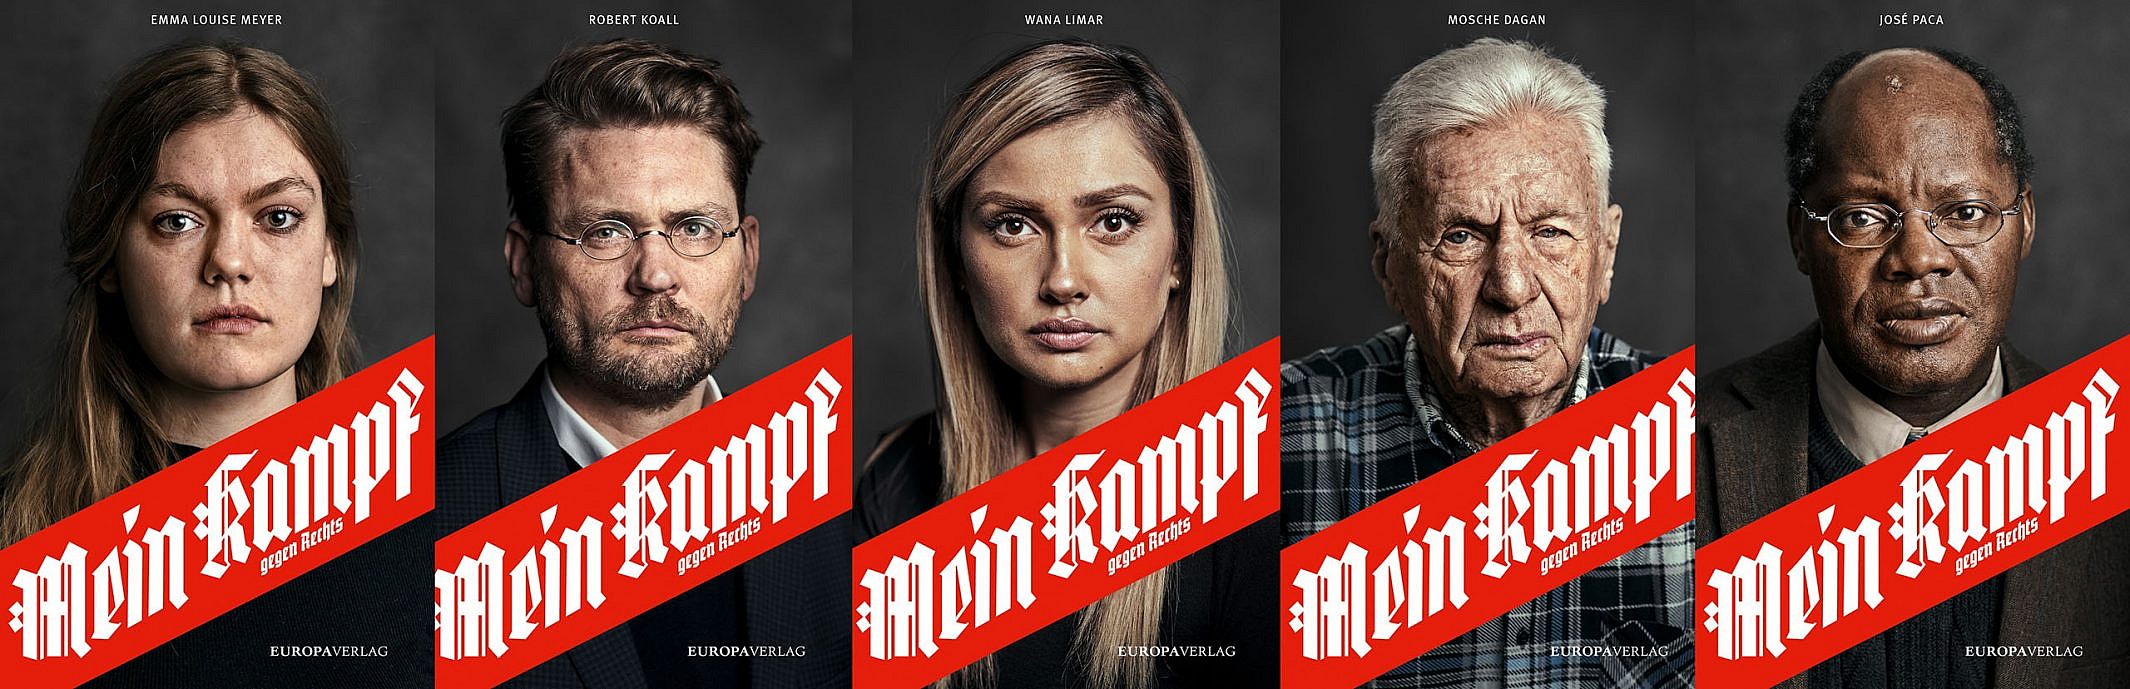 EMMA LOUISE MEYER
Mein Kampf
gegen Rechts
EUROPAVERLAG
ROBERT KOALL
Mein Kampf
gegen Rechts
EUROPAVERLAG
WANA LIMAR
Mein Kampf
gegen Rechts
EUROPAVERLAG
MOSCHE DAGAN
Mein Kampf
gegen Rechts
EUROPAVERLAG
JOSÉ PACA
Mein Kampf
gegen Rechts
EUROPAVERLAG